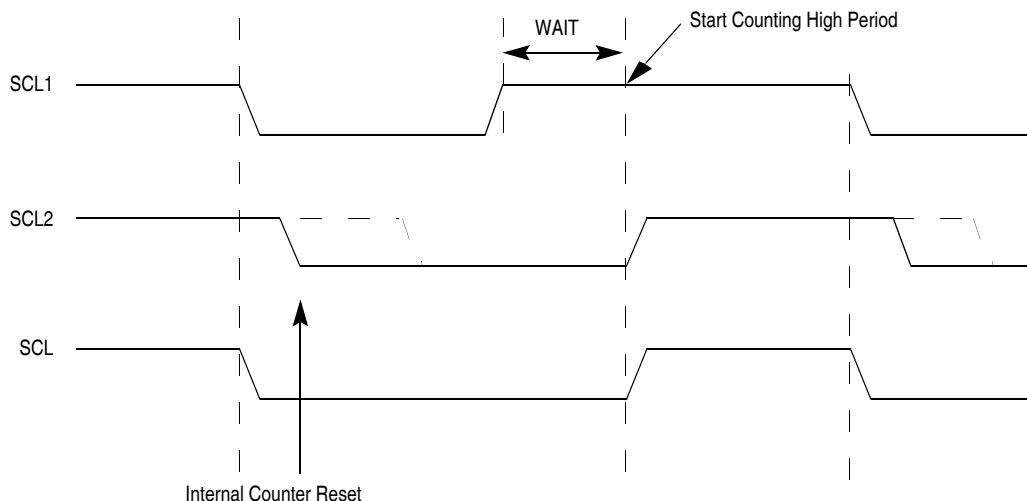 Start Counting High Period
WAIT
SCL1
SCL2
SCL
Internal Counter Reset